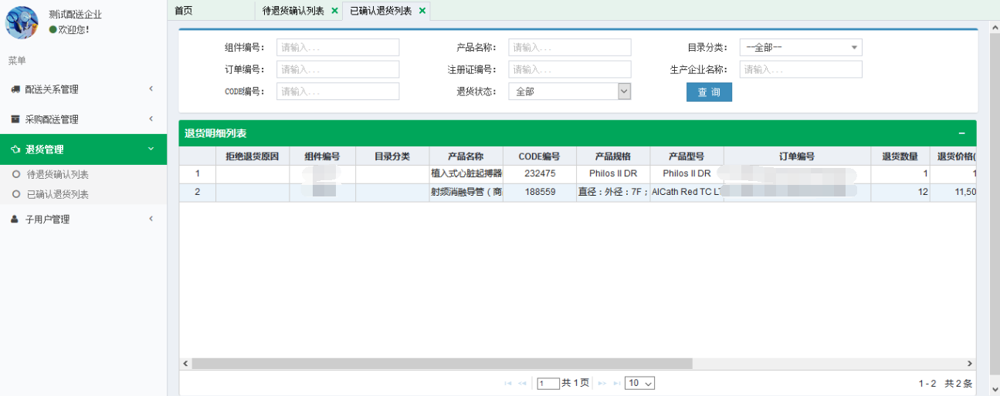 测试配送企业
欢迎您!
菜单
配送关系管理
采购配送管理
退货管理
待退货确认列表
已确认退货列表
子用户管理
首页 待退货确认列表 已确认退货列表
组件编号: 请输入... 产品名称: 请输入... 目录分类: --全部--
订单编号: 请输入... 注册证编号: 请输入... 生产企业名称: 请输入...
CODE编号: 请输入... 退货状态: 全部 查 询
退货明细列表
拒绝退货原因 组件编号 目录分类 产品名称 CODE编号 产品规格 产品型号 订单编号 退货数量 退货价格(
1 植入式心脏起搏器 232475 Philos II DR Philos II DR 1 1
2 射频消融导管（商 188559 直径：外径：7F； AlCath Red TC LT 12 11,50
1 共 1 页 10 1 - 2 共 2 条